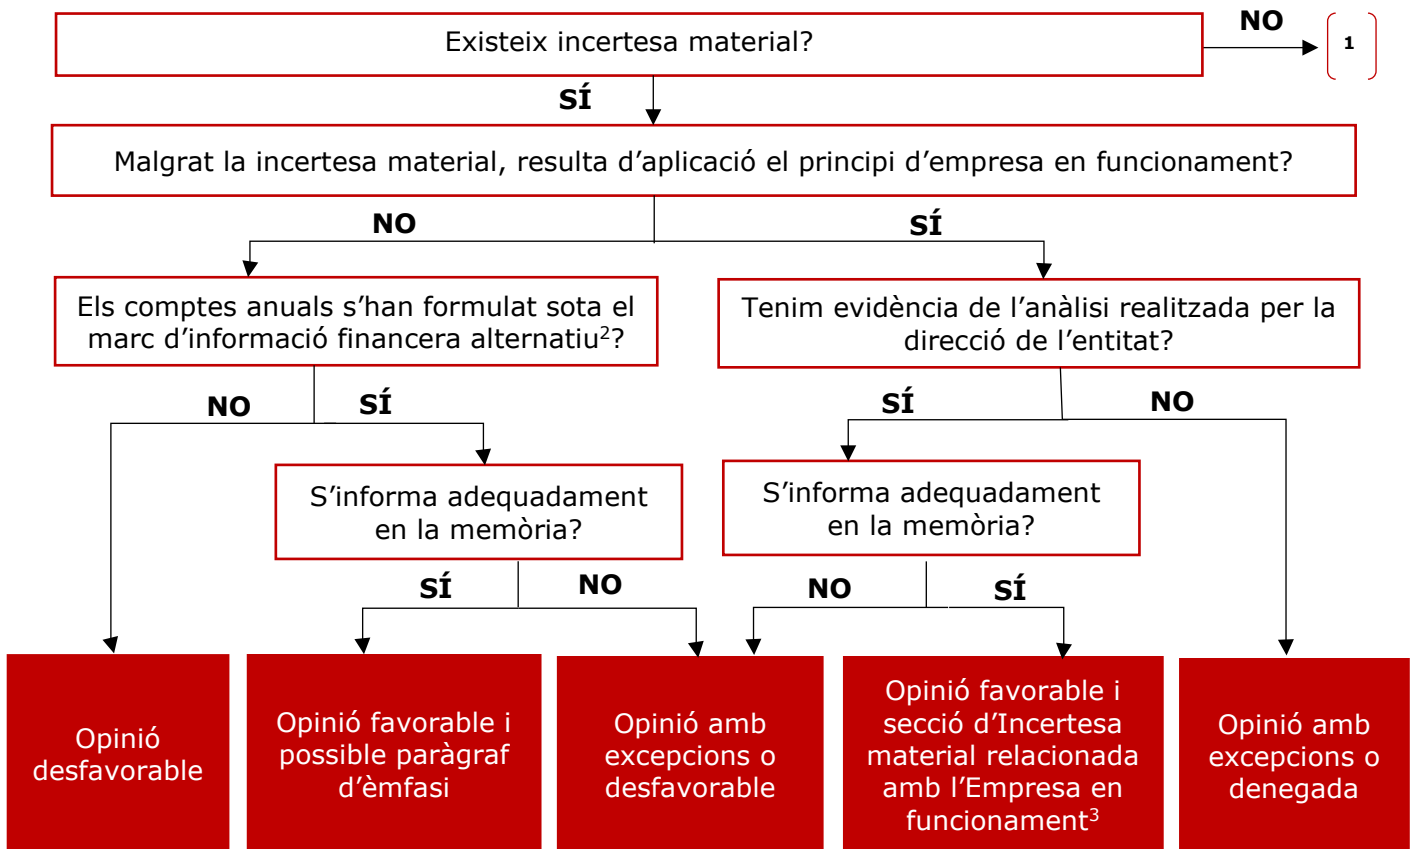 Existeix incertesa material?
NO
1
SÍ
Malgrat la incertesa material, resulta d’aplicació el principi d’empresa en funcionament?
NO
SÍ
Els comptes anuals s’han formulat sota el
marc d’informació financera alternatiu²?
Tenim evidència de l’anàlisi realitzada per la
direcció de l’entitat?
NO
SÍ
SÍ
NO
S’informa adequadament
en la memòria?
S’informa adequadament
en la memòria?
SÍ
NO
NO
SÍ
Opinió
desfavorable
Opinió favorable i
possible paràgraf
d’èmfasi
Opinió amb
excepcions o
desfavorable
Opinió favorable i
secció d’Incertesa
material relacionada
amb l’Empresa en
funcionament³
Opinió amb
excepcions o
denegada